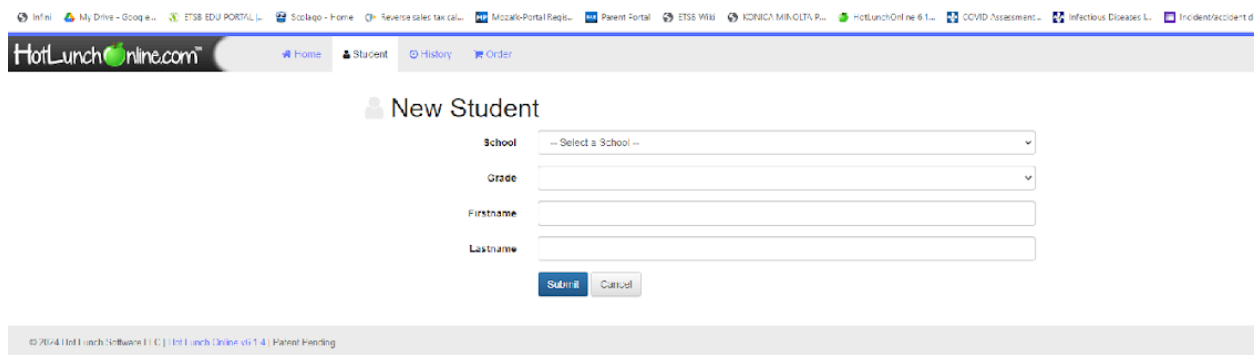 Infini My Drive - Goog e... ETSB EDU PORTAL |... Scolago - Home Reverse sales tax cal... Mozaik-Portal Regis... Parent Portal ETSB Wiki KONICA MINOLTA P... HotLunchOnline 6.1... COVID Assessment... Infectious Diseases I... Incident/accident d
HotLunchOnline.com™ Home Student History Order
New Student
School -- Select a School --
Grade
Firstname
Lastname
Submit Cancel
© 2024 Hot Lunch Software LLC | Hot Lunch Online v6.1.4 | Patent Pending